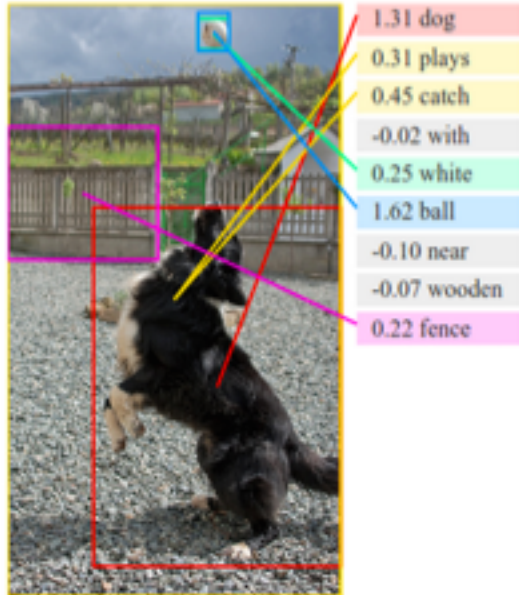 1.31 dog
0.31 plays
0.45 catch
-0.02 with
0.25 white
1.62 ball
-0.10 near
-0.07 wooden
0.22 fence